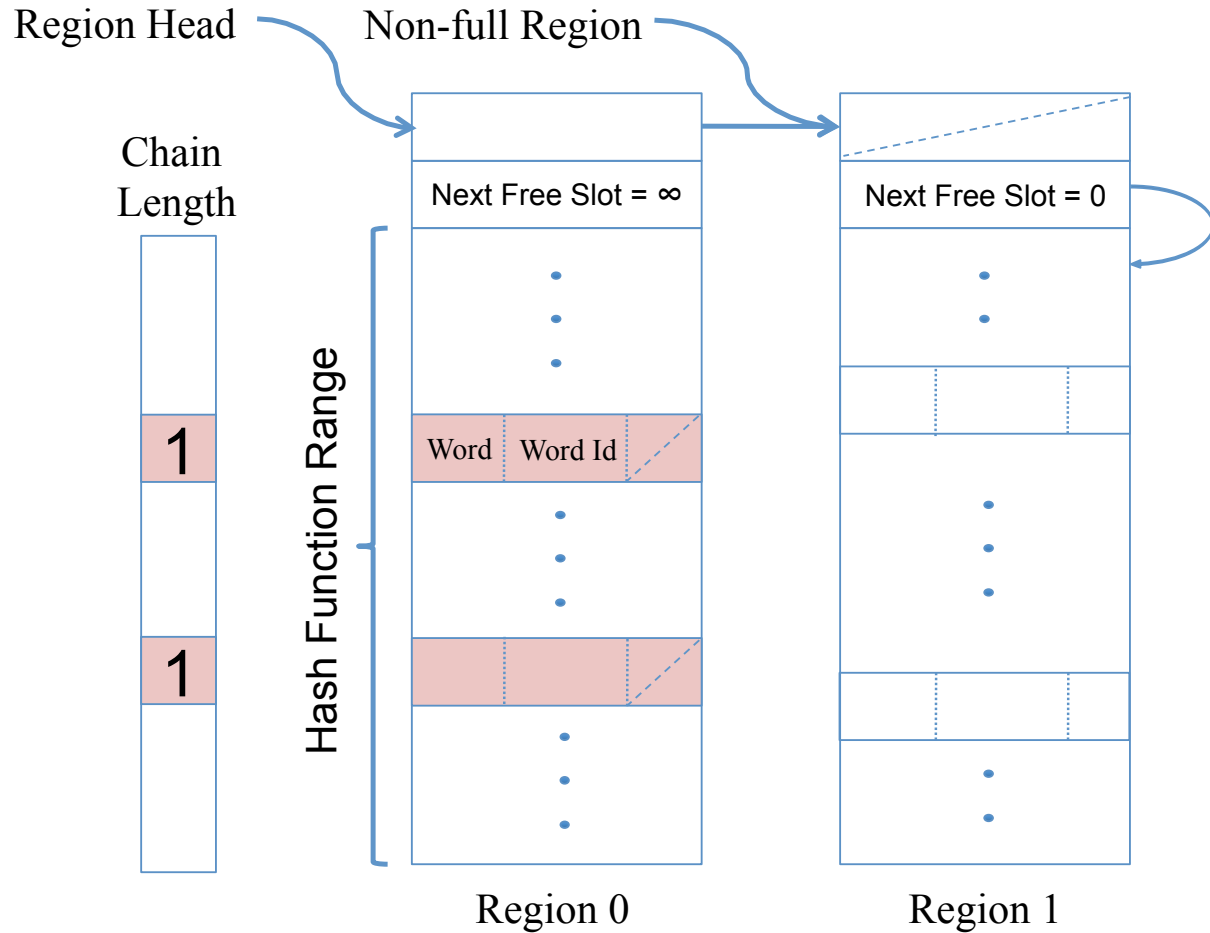 Region Head
Non-full Region
Chain
Length
Next Free Slot = ∞
Next Free Slot = 0
Hash Function Range
1
Word
Word Id
1
Region 0
Region 1